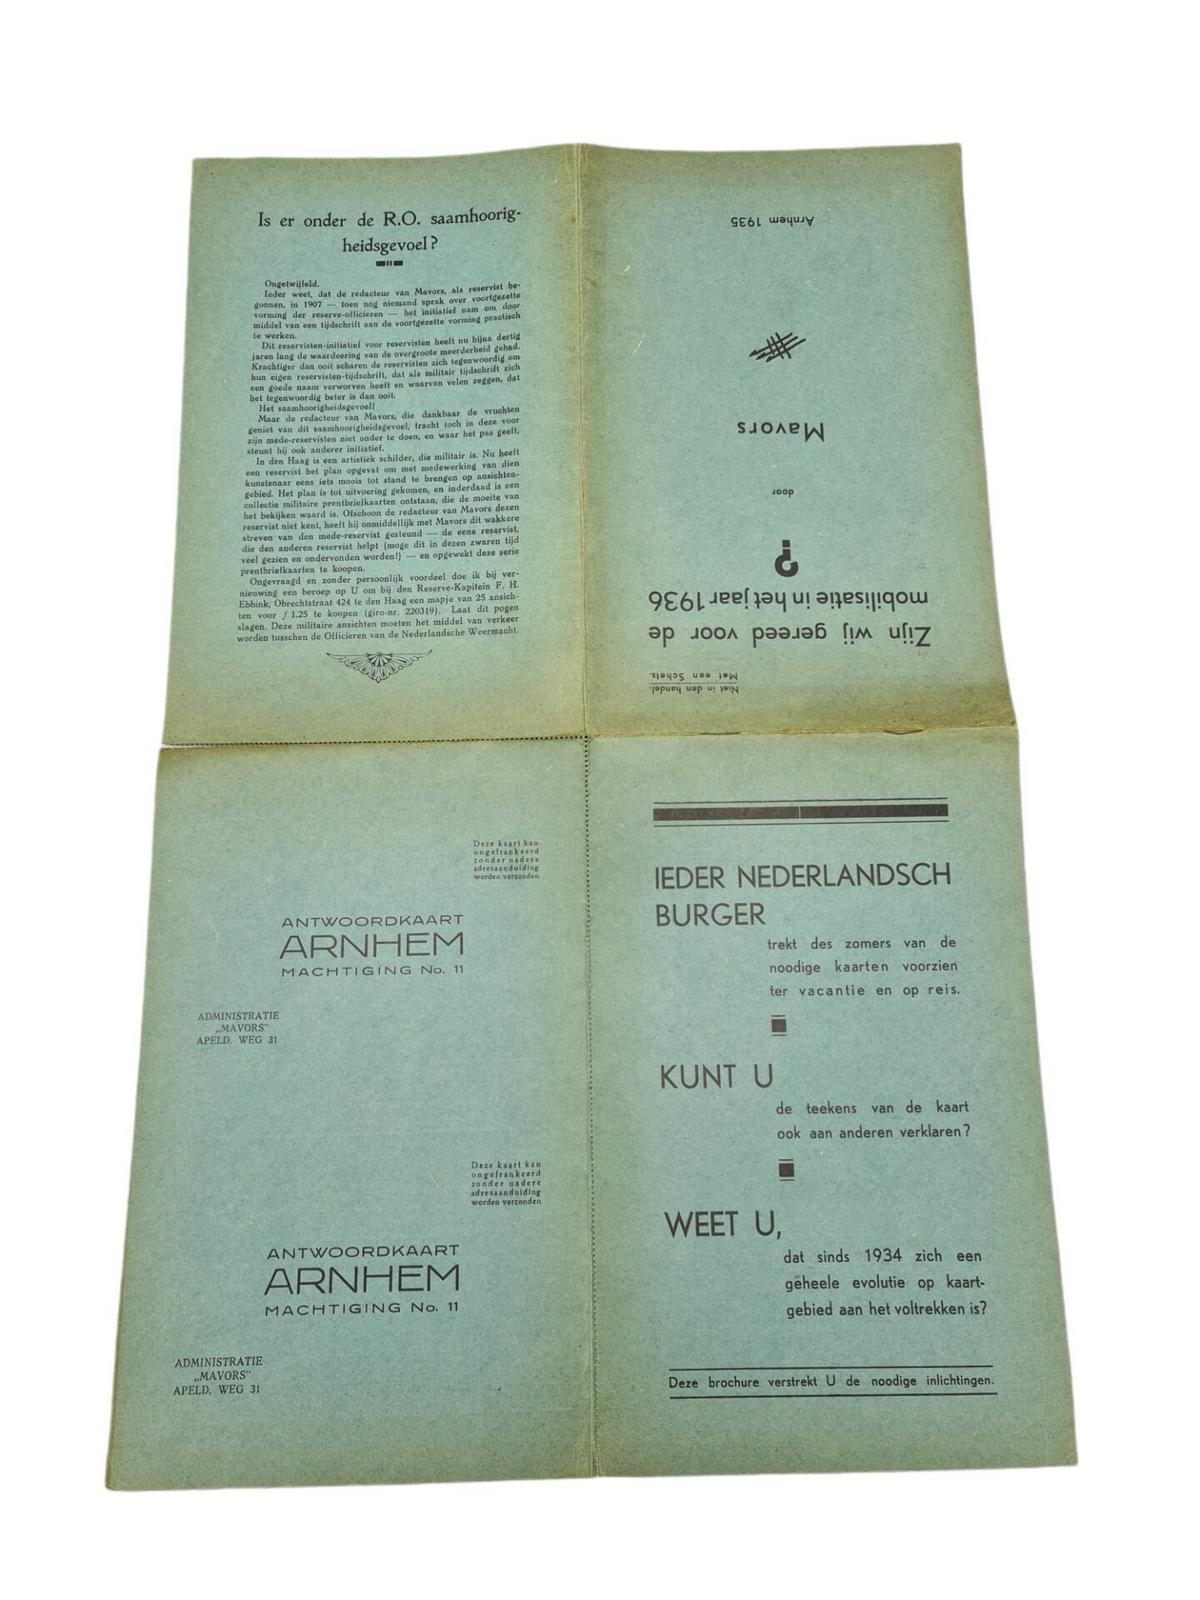 Is er onder de R.O. saamhoorig-
heidsgevoel?
Ongetwijfeld.
Ieder weet, dat de redacteur van Mavors, als reservist be-
gonnen, in 1907 — toen nog niemand sprak over voortgezette
vorming der reserve-officieren — het initiatief nam om door
middel van een tijdschrift aan de voortgezette vorming practisch
te werken.
Dit reservisten-initiatief voor reservisten heeft nu bijna dertig
jaren lang de waardeering van de overgroote meerderheid gehad.
Krachtiger dan ooit scharen de reservisten zich tegenwoordig om
hun eigen reservisten-tijdschrift, dat als militair tijdschrift zich
een goede naam verworven heeft en waarvan velen zeggen, dat
het tegenwoordig beter is dan ooit.
Het saamhoorigheidsgevoel!
Maar de redacteur van Mavors, die dankbaar de vruchten
geniet van dit saamhoorigheidsgevoel, tracht toch in deze voor
zijn mede-reservisten niet onder te doen, en waar het pas geeft,
steunt hij ook anderer initiatief.
In den Haag is een artistiek schilder, die militair is. Nu heeft
een reservist het plan opgevat om met medewerking van dien
kunstenaar eens iets moois tot stand te brengen op ansichten-
gebied. Het plan is tot uitvoering gekomen, en inderdaad is een
collectie militaire prentbriefkaarten ontstaan, die de moeite van
het bekijken waard is. Ofschoon de redacteur van Mavors dezen
reservist niet kent, heeft hij onmiddellijk met Mavors dit wakkere
streven van den mede-reservist gesteund — de eene reservist,
die den anderen reservist helpt (moge dit in dezen zwaren tijd
veel gezien en ondervonden worden!) — en opgewekt deze serie
prentbriefkaarten te koopen.
Ongevraagd en zonder persoonlijk voordeel doe ik bij ver-
nieuwing een beroep op U om bij den Reserve-Kapitein F. H.
Ebbink, Obrechtstraat 424 te den Haag een mapje van 25 ansich-
ten voor ƒ 1.25 te koopen (giro-nr. 220319). Laat dit pogen
slagen. Deze militaire ansichten moeten het middel van verkeer
worden tusschen de Officieren van de Nederlandsche Weermacht.
Niet in den handel.
Met een Schets.
Zijn wij gereed voor de
mobilisatie in het jaar 1936
?
door
Mavors
Arnhem 1935
Deze kaart kan
ongefrankeerd
zonder nadere
adresaanduiding
worden verzonden
ANTWOORDKAART
ARNHEM
MACHTIGING No. 11
ADMINISTRATIE
„MAVORS"
APELD. WEG 31
Deze kaart kan
ongefrankeerd
zonder nadere
adresaanduiding
worden verzonden
ANTWOORDKAART
ARNHEM
MACHTIGING No. 11
ADMINISTRATIE
„MAVORS"
APELD. WEG 31
IEDER NEDERLANDSCH
BURGER
trekt des zomers van de
noodige kaarten voorzien
ter vacantie en op reis.
KUNT U
de teekens van de kaart
ook aan anderen verklaren?
WEET U,
dat sinds 1934 zich een
geheele evolutie op kaart-
gebied aan het voltrekken is?
Deze brochure verstrekt U de noodige inlichtingen.